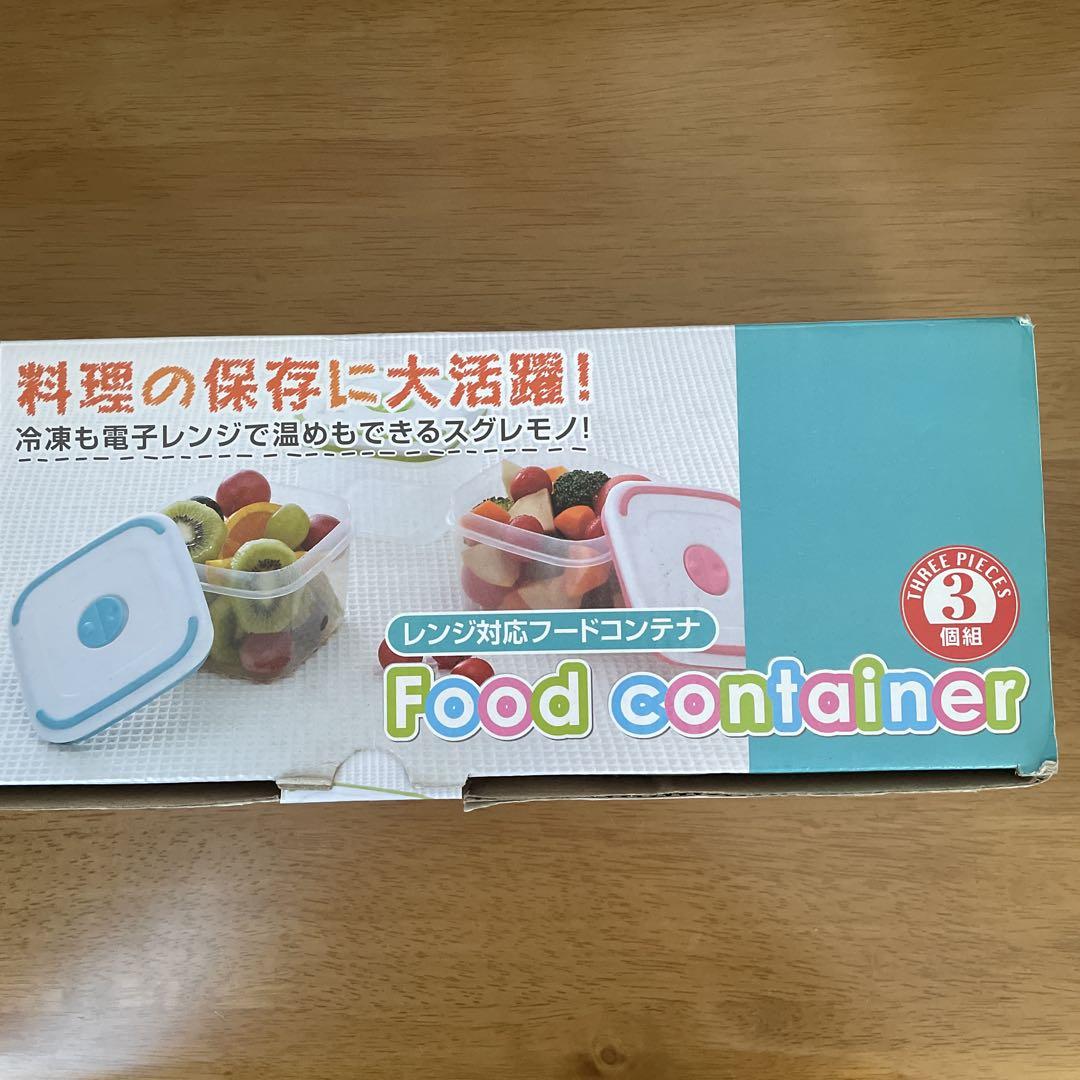 料理の保存に大活躍!
冷凍も電子レンジで温めもできるスグレモノ!
レンジ対応フードコンテナ
Food container
THREE PIECES
3
個組